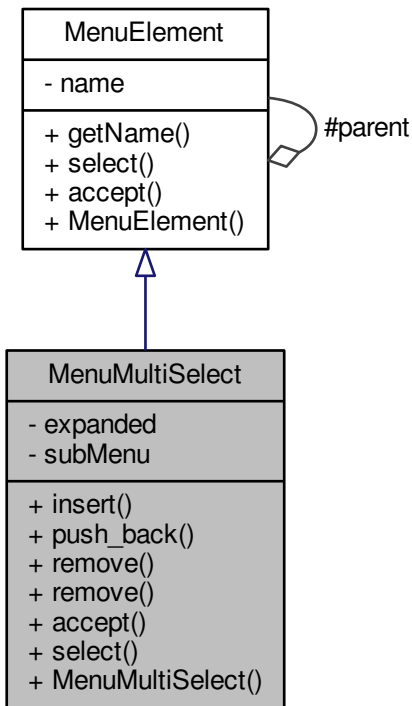 MenuElement
- name
+ getName()
+ select()
+ accept()
+ MenuElement()
#parent
MenuMultiSelect
- expanded
- subMenu
+ insert()
+ push_back()
+ remove()
+ remove()
+ accept()
+ select()
+ MenuMultiSelect()